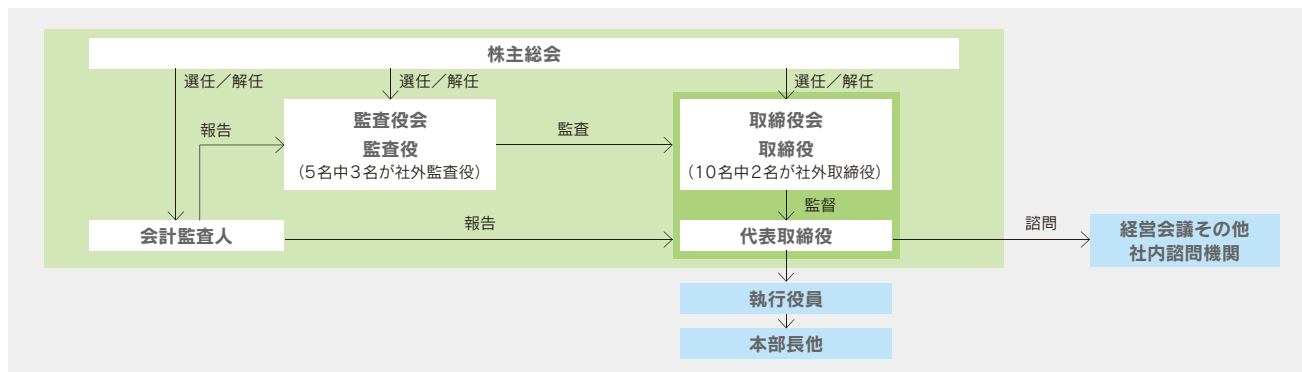 株主総会
選任／解任
選任／解任
選任／解任
監査役会
監査役
（5名中3名が社外監査役）
報告
監査
取締役会
取締役
（10名中2名が社外取締役）
監督
会計監査人
報告
代表取締役
諮問
経営会議その他
社内諮問機関
執行役員
本部長他